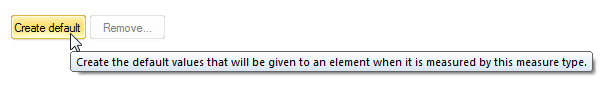 Create default Remove...
Create the default values that will be given to an element when it is measured by this measure type.